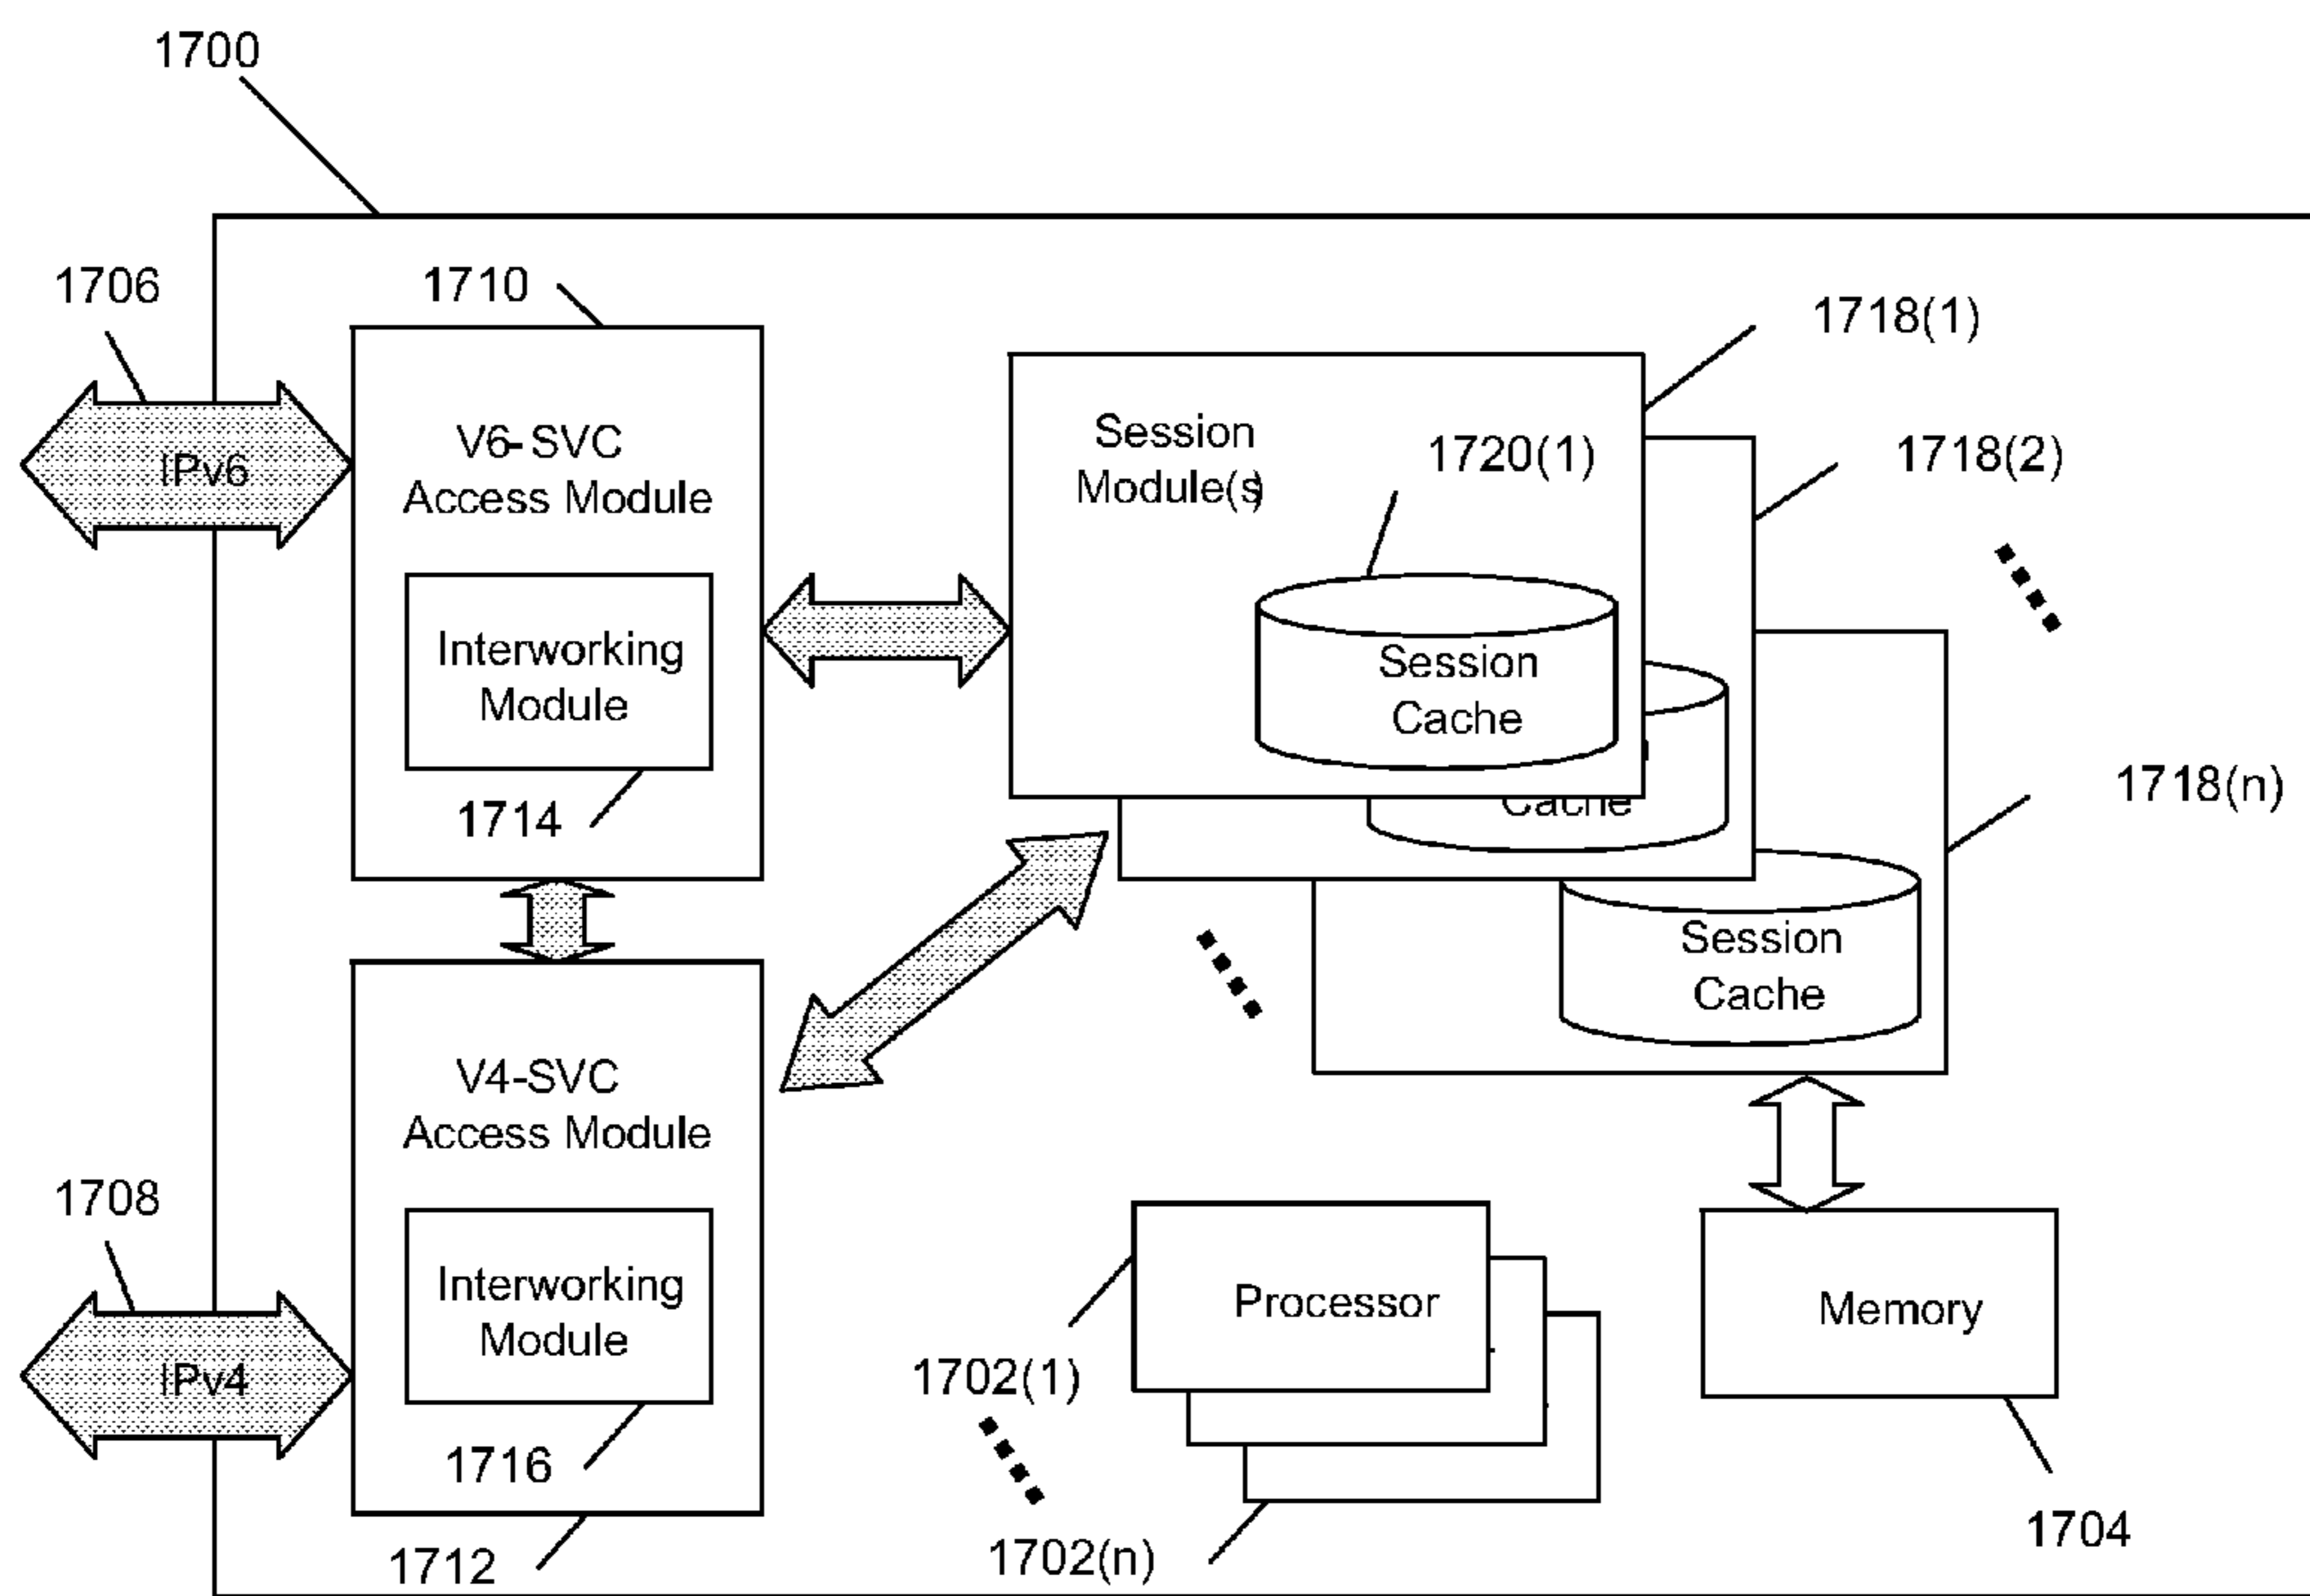 1700
1706
1710
1718(1)
IPv6
V6-SVC
Access Module
Session
Module(s)
1720(1)
1718(2)
Interworking
Module
Session
Cache
1714
Cache
1718(n)
Session
Cache
V4-SVC
Access Module
1708
Interworking
Module
IPv4
Processor
Memory
1702(1)
1716
1704
1712
1702(n)